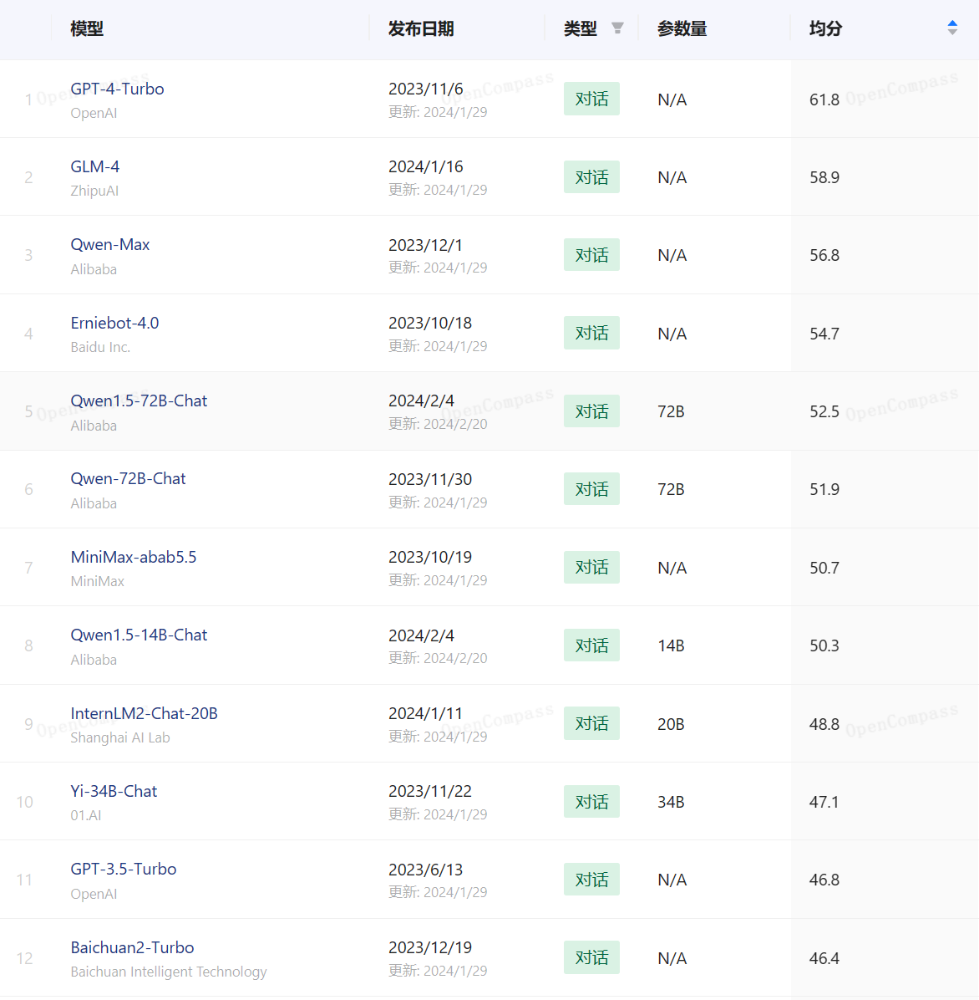 模型 发布日期 类型 参数量 均分
1 GPT-4-Turbo 2023/11/6 对话 N/A 61.8
OpenAI 更新: 2024/1/29
2 GLM-4 2024/1/16 对话 N/A 58.9
ZhipuAI 更新: 2024/1/29
3 Qwen-Max 2023/12/1 对话 N/A 56.8
Alibaba 更新: 2024/1/29
4 Erniebot-4.0 2023/10/18 对话 N/A 54.7
Baidu Inc. 更新: 2024/1/29
5 Qwen1.5-72B-Chat 2024/2/4 对话 72B 52.5
Alibaba 更新: 2024/2/20
6 Qwen-72B-Chat 2023/11/30 对话 72B 51.9
Alibaba 更新: 2024/1/29
7 MiniMax-abab5.5 2023/10/19 对话 N/A 50.7
MiniMax 更新: 2024/1/29
8 Qwen1.5-14B-Chat 2024/2/4 对话 14B 50.3
Alibaba 更新: 2024/2/20
9 InternLM2-Chat-20B 2024/1/11 对话 20B 48.8
Shanghai AI Lab 更新: 2024/1/29
10 Yi-34B-Chat 2023/11/22 对话 34B 47.1
01.AI 更新: 2024/1/29
11 GPT-3.5-Turbo 2023/6/13 对话 N/A 46.8
OpenAI 更新: 2024/1/29
12 Baichuan2-Turbo 2023/12/19 对话 N/A 46.4
Baichuan Intelligent Technology 更新: 2024/1/29
OpenCompass
OpenCompass
OpenCompass
OpenCompass
OpenCompass
OpenCompass
OpenCompass
OpenCompass
OpenCompass